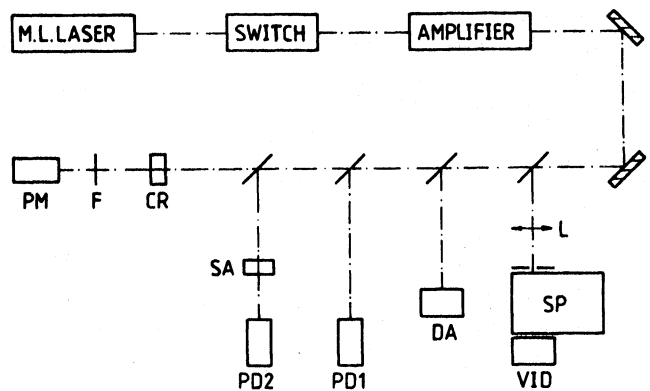 M.L.LASER SWITCH AMPLIFIER
PM F CR
L
SA
SP
DA
PD2 PD1 VID